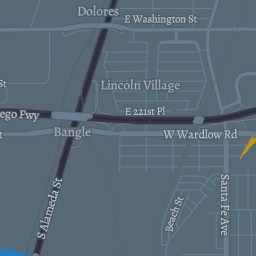 Dolores
E Washington St
St
Lincoln Village
E 221st Pl
ego Fwy
Bangle
W Wardlow Rd
S Alameda St
Beach St
Santa Fe Ave